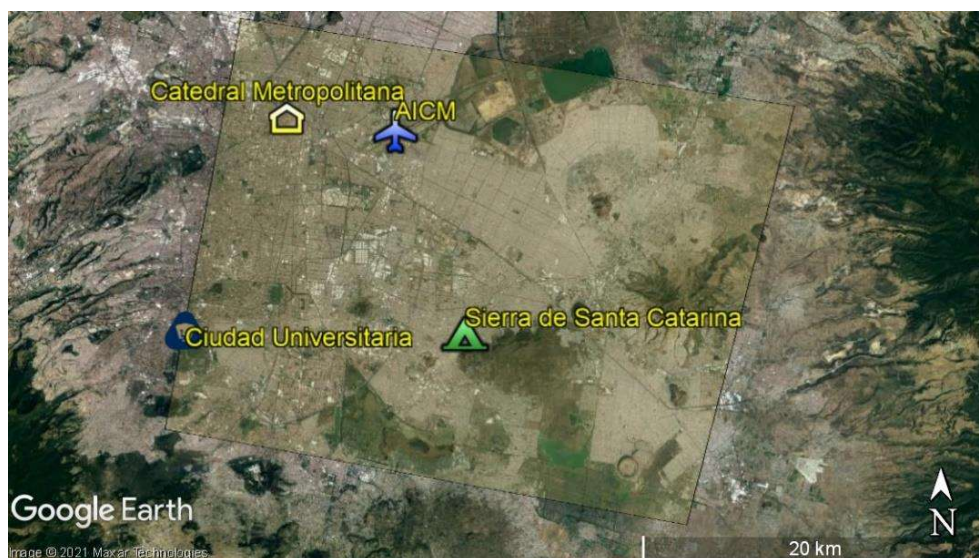 Catedral Metropolitana
AICM
Sierra de Santa Catarina
Ciudad Universitaria
Google Earth
N
Image © 2021 Maxar Technologies
20 km